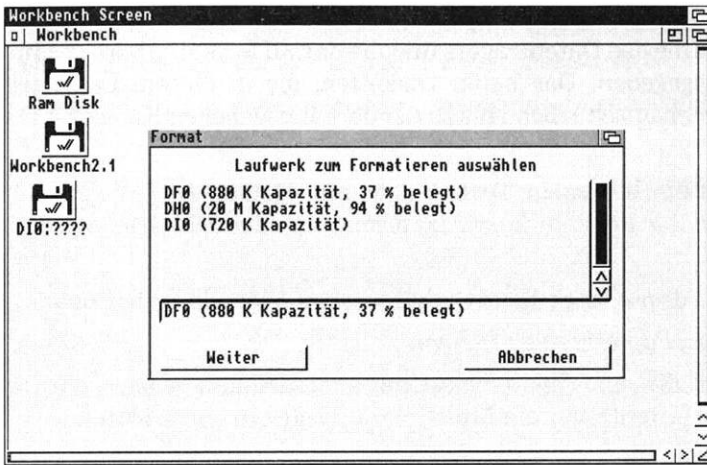 Workbench Screen
Workbench
Ram Disk
Workbench2.1
DI0:????
Format
Laufwerk zum Formatieren auswählen
DF0 (880 K Kapazität, 37 % belegt)
DH0 (20 M Kapazität, 94 % belegt)
DI0 (720 K Kapazität)
DF0 (880 K Kapazität, 37 % belegt)
Weiter
Abbrechen